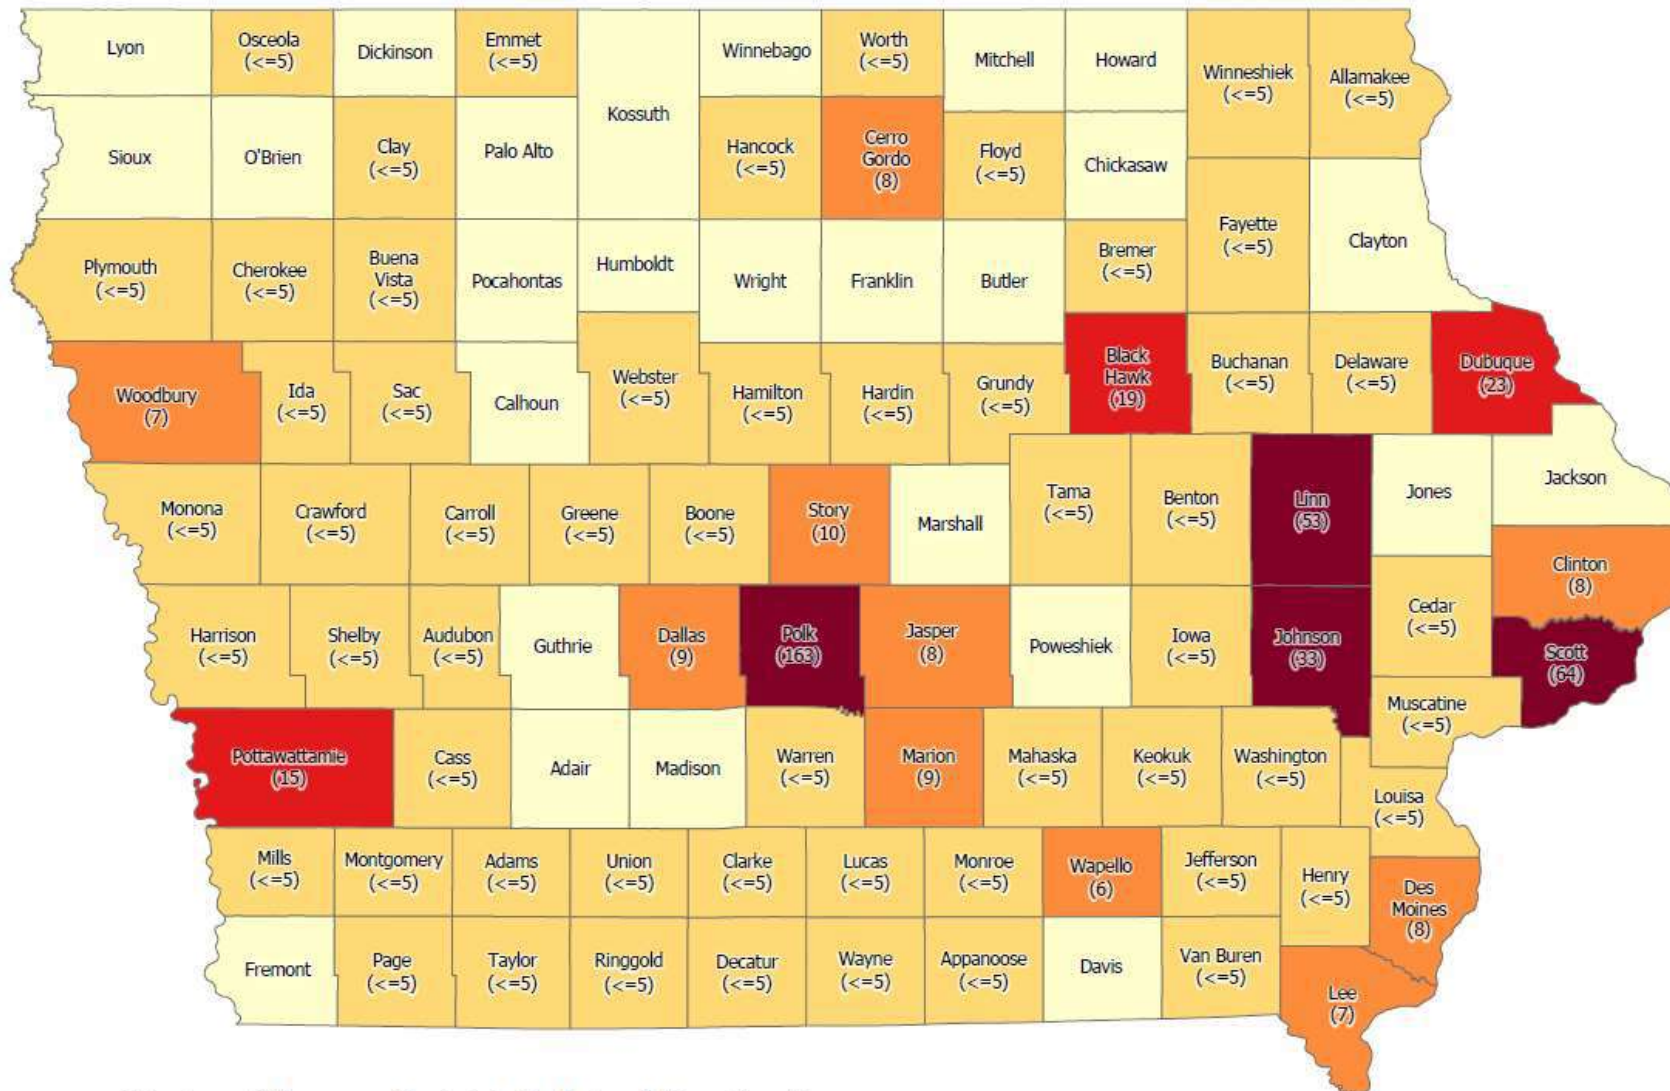 Lyon
Osceola
(<=5)
Dickinson
Emmet
(<=5)
Kossuth
Winnebago
Worth
(<=5)
Mitchell
Howard
Winneshiek
(<=5)
Allamakee
(<=5)
Sioux
O'Brien
Clay
(<=5)
Palo Alto
Hancock
(<=5)
Cerro
Gordo
(8)
Floyd
(<=5)
Chickasaw
Fayette
(<=5)
Clayton
Plymouth
(<=5)
Cherokee
(<=5)
Buena
Vista
(<=5)
Pocahontas
Humboldt
Wright
Franklin
Butler
Bremer
(<=5)
Woodbury
(7)
Ida
(<=5)
Sac
(<=5)
Calhoun
Webster
(<=5)
Hamilton
(<=5)
Hardin
(<=5)
Grundy
(<=5)
Black
Hawk
(19)
Buchanan
(<=5)
Delaware
(<=5)
Dubuque
(23)
Monona
(<=5)
Crawford
(<=5)
Carroll
(<=5)
Greene
(<=5)
Boone
(<=5)
Story
(10)
Marshall
Tama
(<=5)
Benton
(<=5)
Linn
(53)
Jones
Jackson
Clinton
(8)
Harrison
(<=5)
Shelby
(<=5)
Audubon
(<=5)
Guthrie
Dallas
(9)
Polk
(163)
Jasper
(8)
Poweshiek
Iowa
(<=5)
Johnson
(33)
Cedar
(<=5)
Scott
(64)
Muscatine
(<=5)
Pottawattamie
(15)
Cass
(<=5)
Adair
Madison
Warren
(<=5)
Marion
(9)
Mahaska
(<=5)
Keokuk
(<=5)
Washington
(<=5)
Louisa
(<=5)
Mills
(<=5)
Montgomery
(<=5)
Adams
(<=5)
Union
(<=5)
Clarke
(<=5)
Lucas
(<=5)
Monroe
(<=5)
Wapello
(6)
Jefferson
(<=5)
Henry
(<=5)
Des
Moines
(8)
Fremont
Page
(<=5)
Taylor
(<=5)
Ringgold
(<=5)
Decatur
(<=5)
Wayne
(<=5)
Appanoose
(<=5)
Davis
Van Buren
(<=5)
Lee
(7)